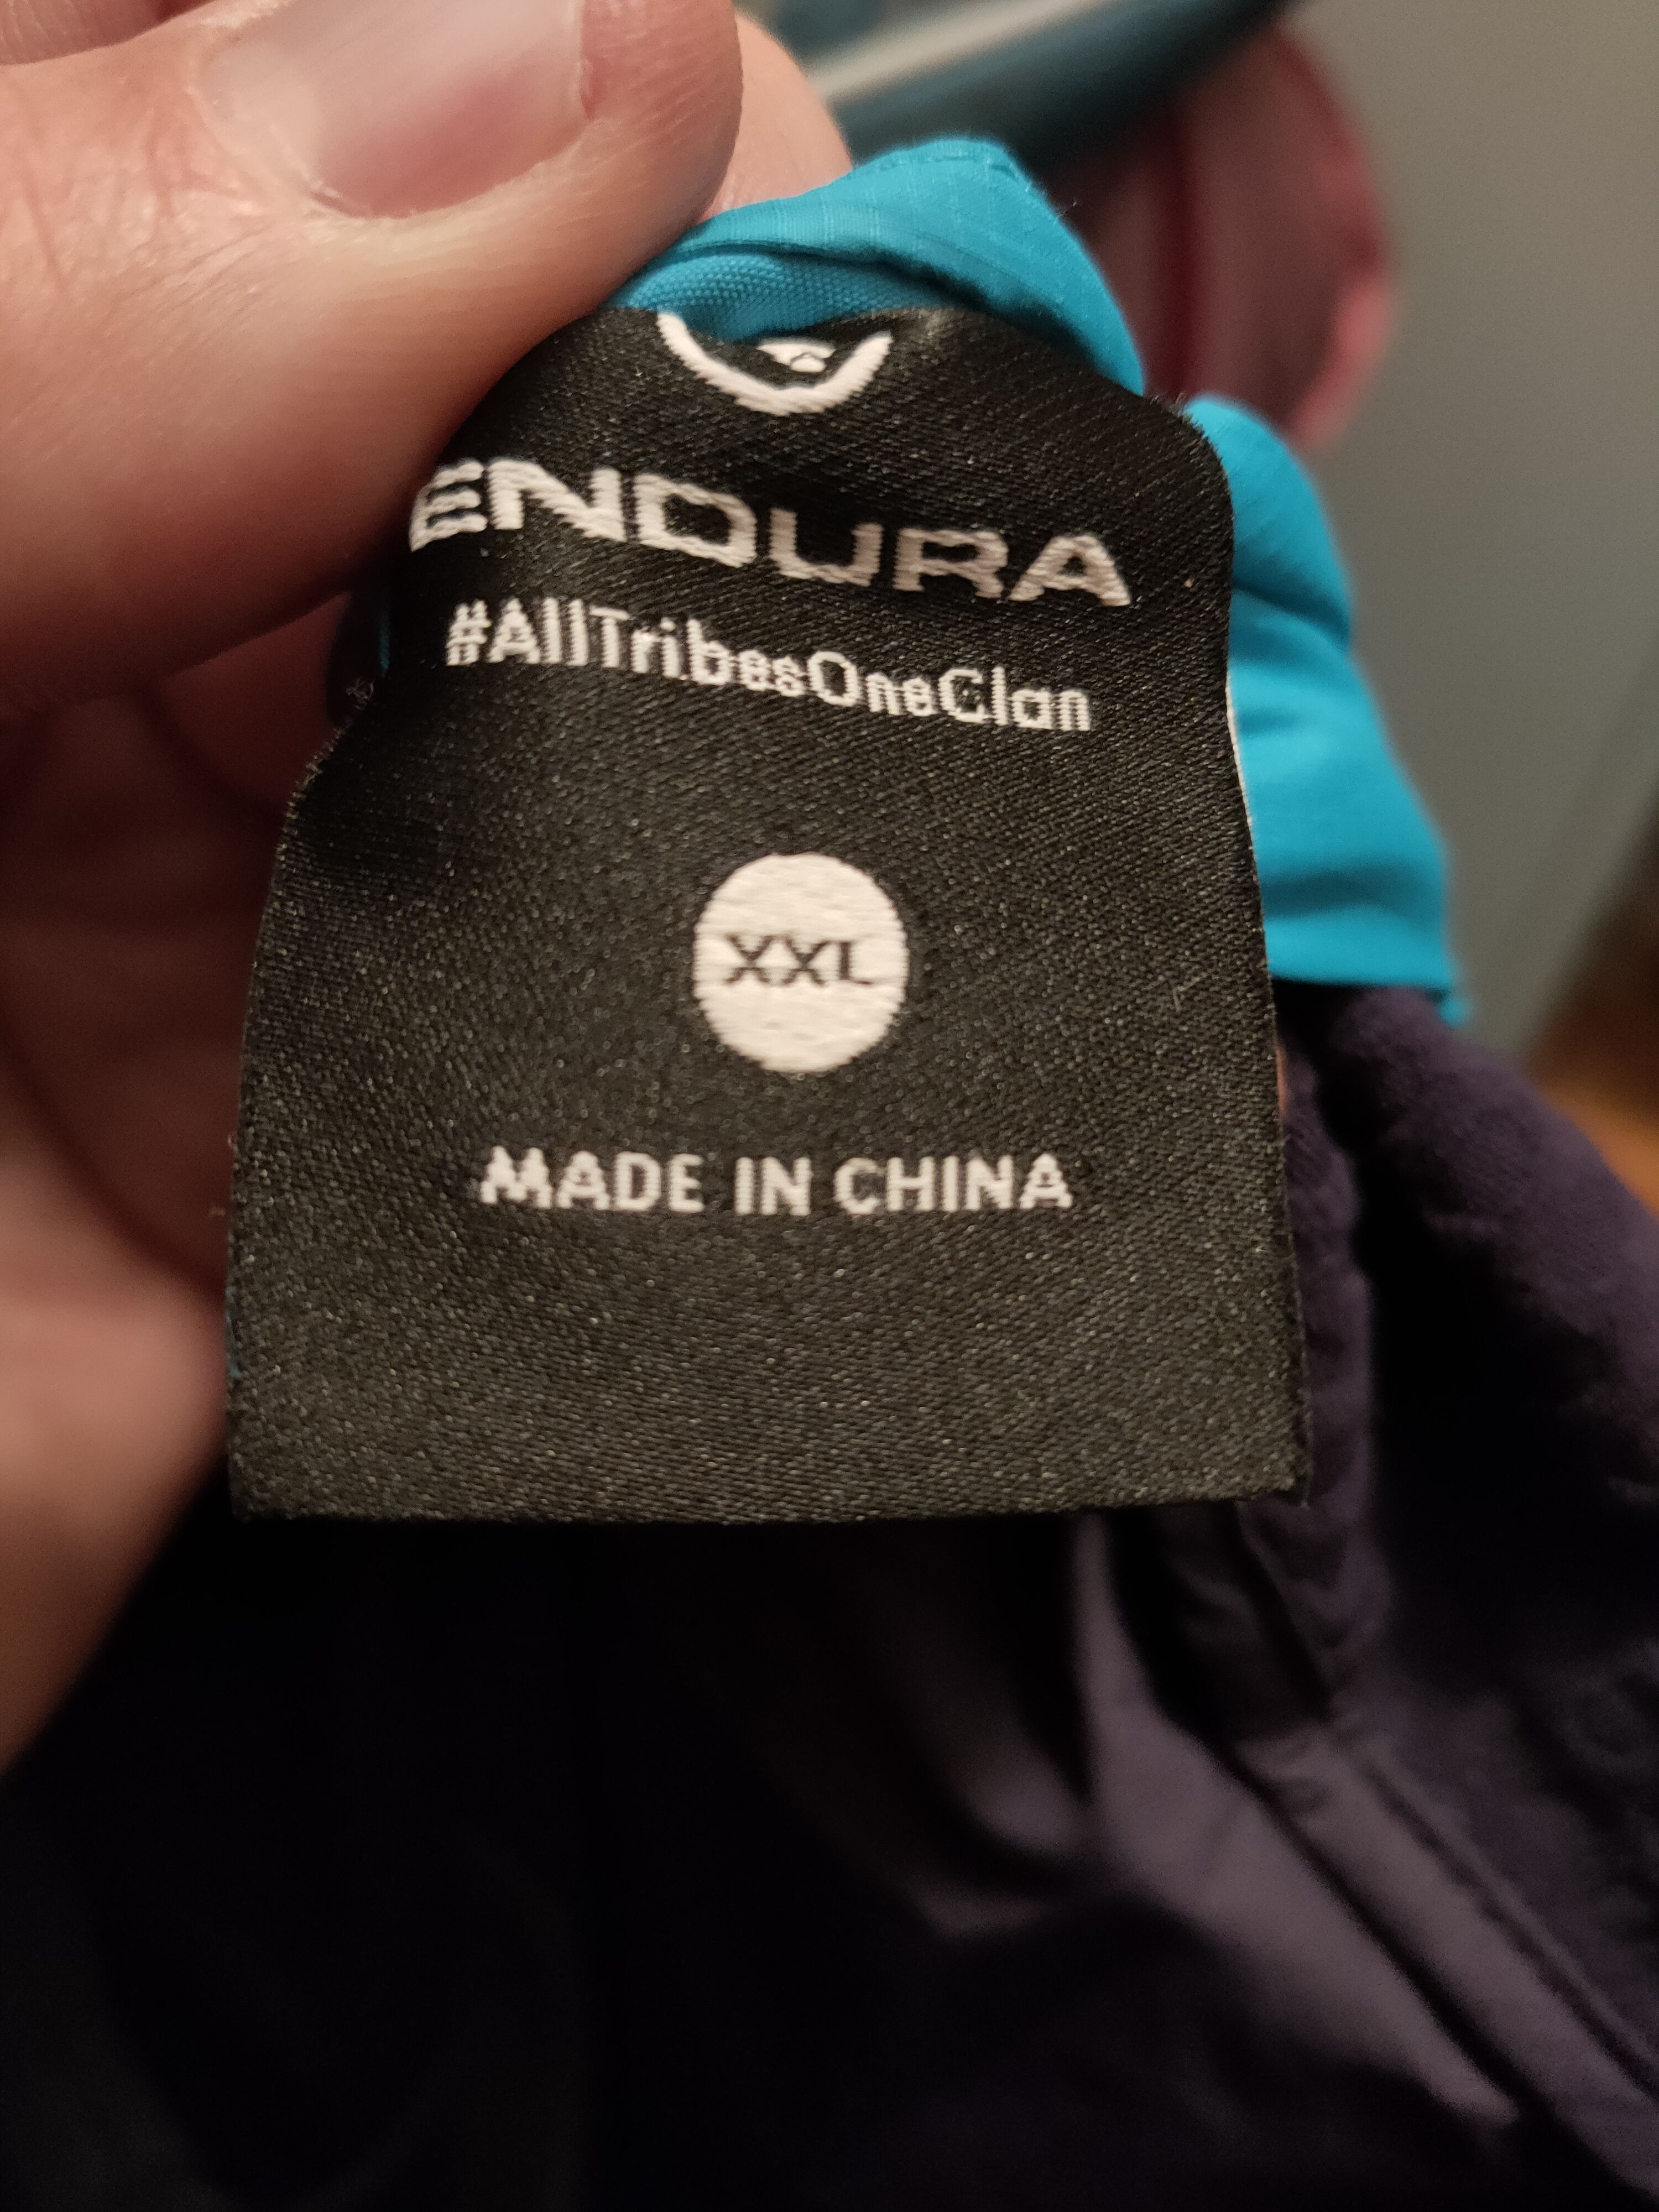 ENDURA
#AllTribesOneClan
XXL
MADE IN CHINA